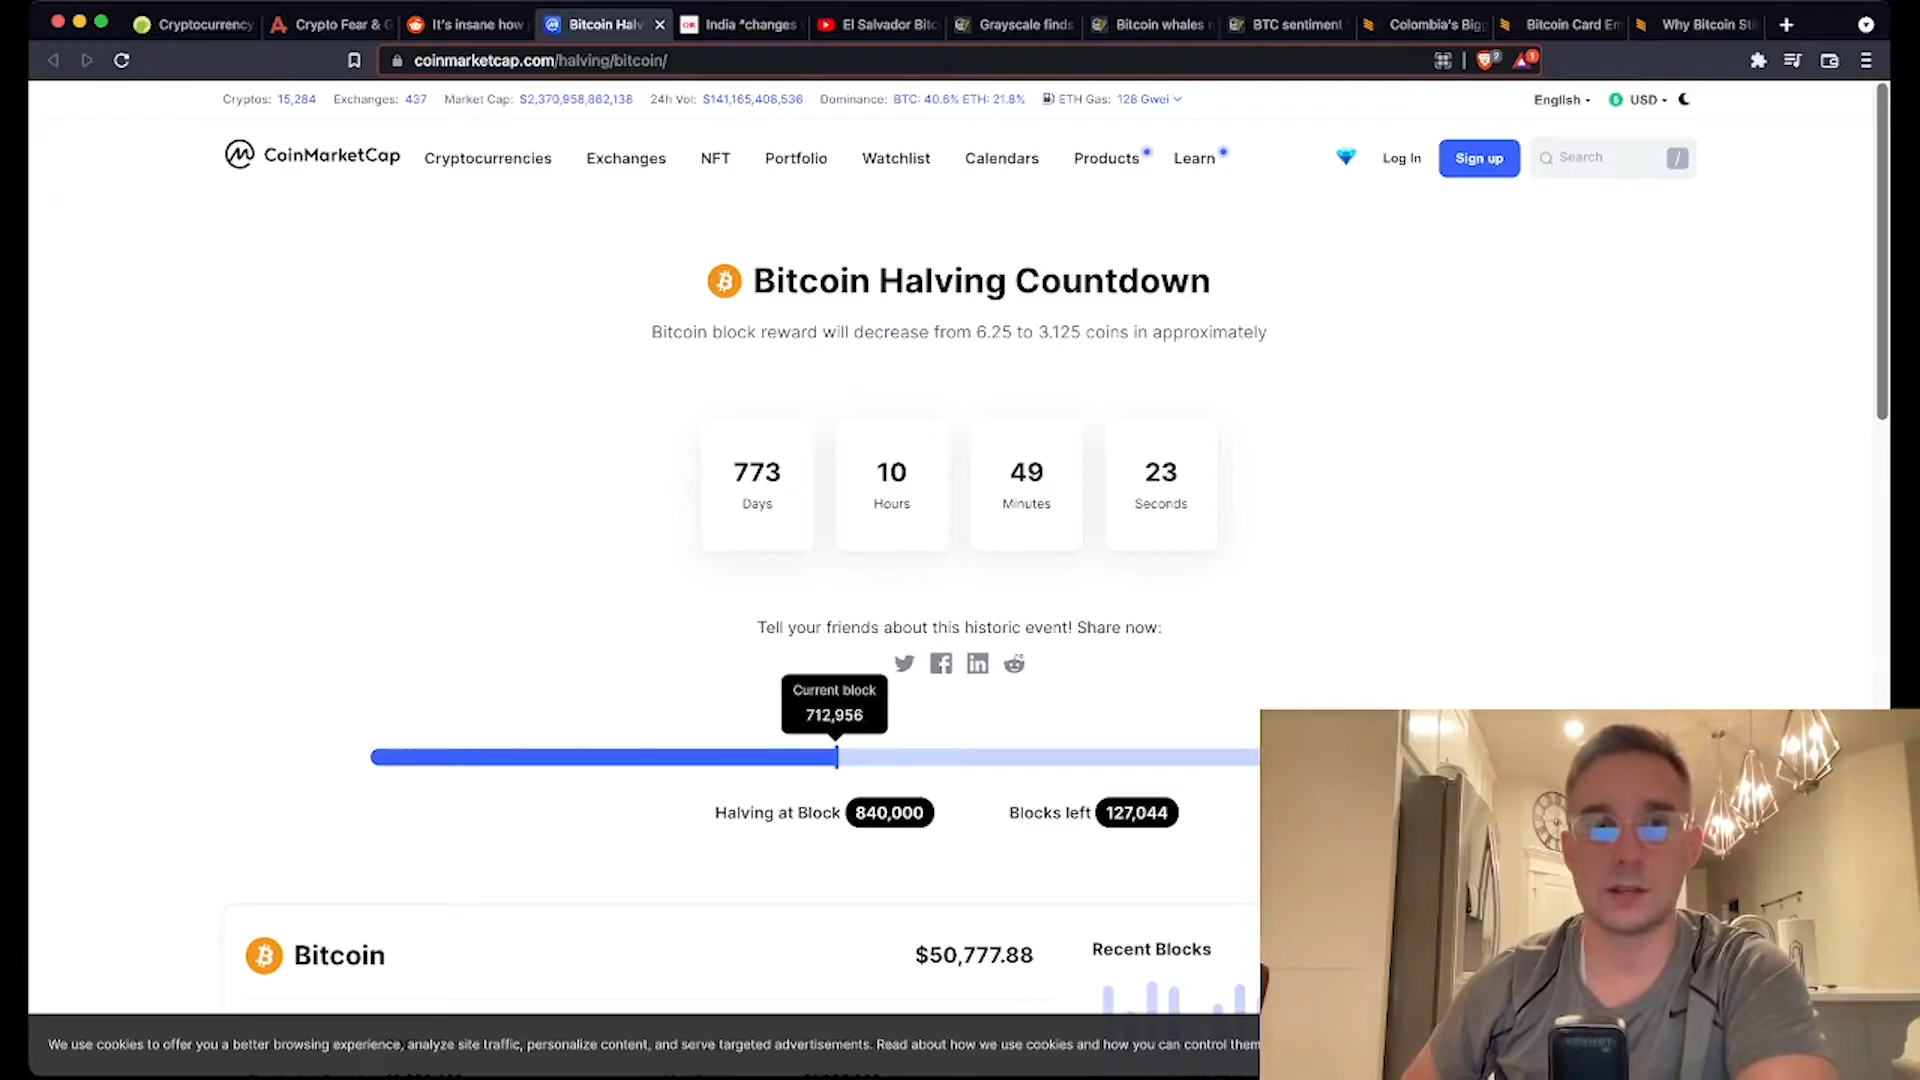 Cryptocurrency
Crypto Fear & G
It's insane how
Bitcoin Halv
India *changes
El Salvador Bitc
Grayscale finds
Bitcoin whales
BTC sentiment
Colombia's Bigg
Bitcoin Card Em
Why Bitcoin Sti
coinmarketcap.com/halving/bitcoin/
2
1
Cryptos: 15,284 Exchanges: 437 Market Cap: $2,370,958,862,138 24h Vol: $141,165,408,536 Dominance: BTC: 40.6% ETH: 21.8% ETH Gas: 128 Gwei
English USD
CoinMarketCap Cryptocurrencies Exchanges NFT Portfolio Watchlist Calendars Products Learn Log In Sign up Search /
Bitcoin Halving Countdown
Bitcoin block reward will decrease from 6.25 to 3.125 coins in approximately
773 10 49 23
Days Hours Minutes Seconds
Tell your friends about this historic event! Share now:
Current block
712,956
Halving at Block 840,000 Blocks left 127,044
Bitcoin $50,777.88 Recent Blocks
We use cookies to offer you a better browsing experience, analyze site traffic, personalize content, and serve targeted advertisements. Read about how we use cookies and how you can control them